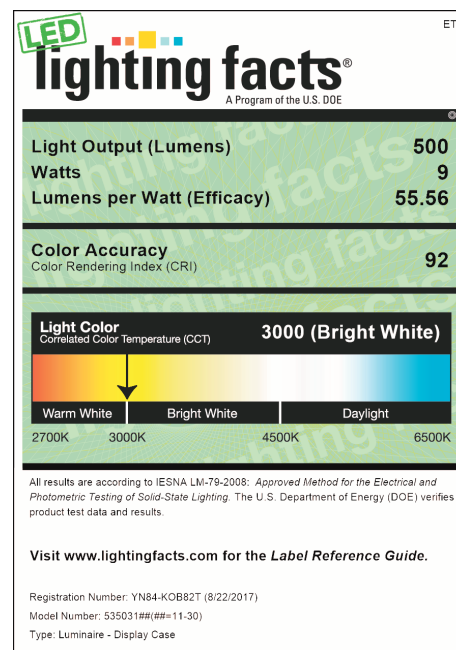 ET
LED
lighting facts®
A Program of the U.S. DOE
Light Output (Lumens) 500
Watts 9
Lumens per Watt (Efficacy) 55.56
Color Accuracy
Color Rendering Index (CRI) 92
Light Color
Correlated Color Temperature (CCT) 3000 (Bright White)
Warm White Bright White Daylight
2700K 3000K 4500K 6500K
All results are according to IESNA LM-79-2008: Approved Method for the Electrical and
Photometric Testing of Solid-State Lighting. The U.S. Department of Energy (DOE) verifies
product test data and results.
Visit www.lightingfacts.com for the Label Reference Guide.
Registration Number: YN84-KOB82T (8/22/2017)
Model Number: 535031##(##=11-30)
Type: Luminaire - Display Case